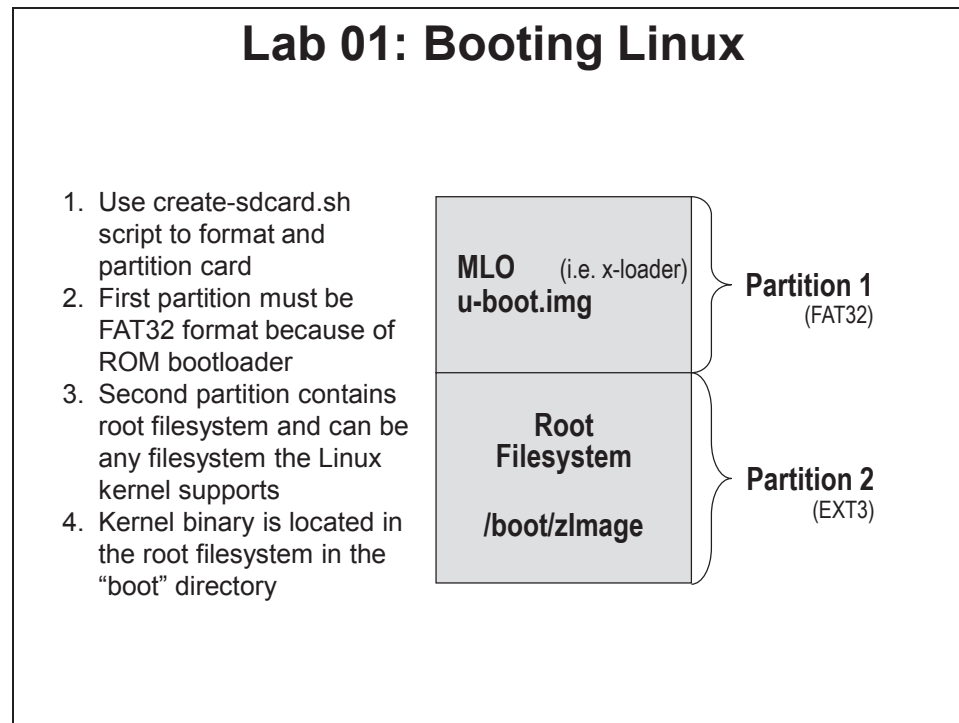 Lab 01: Booting Linux
1. Use create-sdcard.sh
script to format and
partition card
2. First partition must be
FAT32 format because of
ROM bootloader
3. Second partition contains
root filesystem and can be
any filesystem the Linux
kernel supports
4. Kernel binary is located in
the root filesystem in the
“boot” directory
MLO (i.e. x-loader)
u-boot.img
Partition 1
(FAT32)
Root
Filesystem
/boot/zImage
Partition 2
(EXT3)